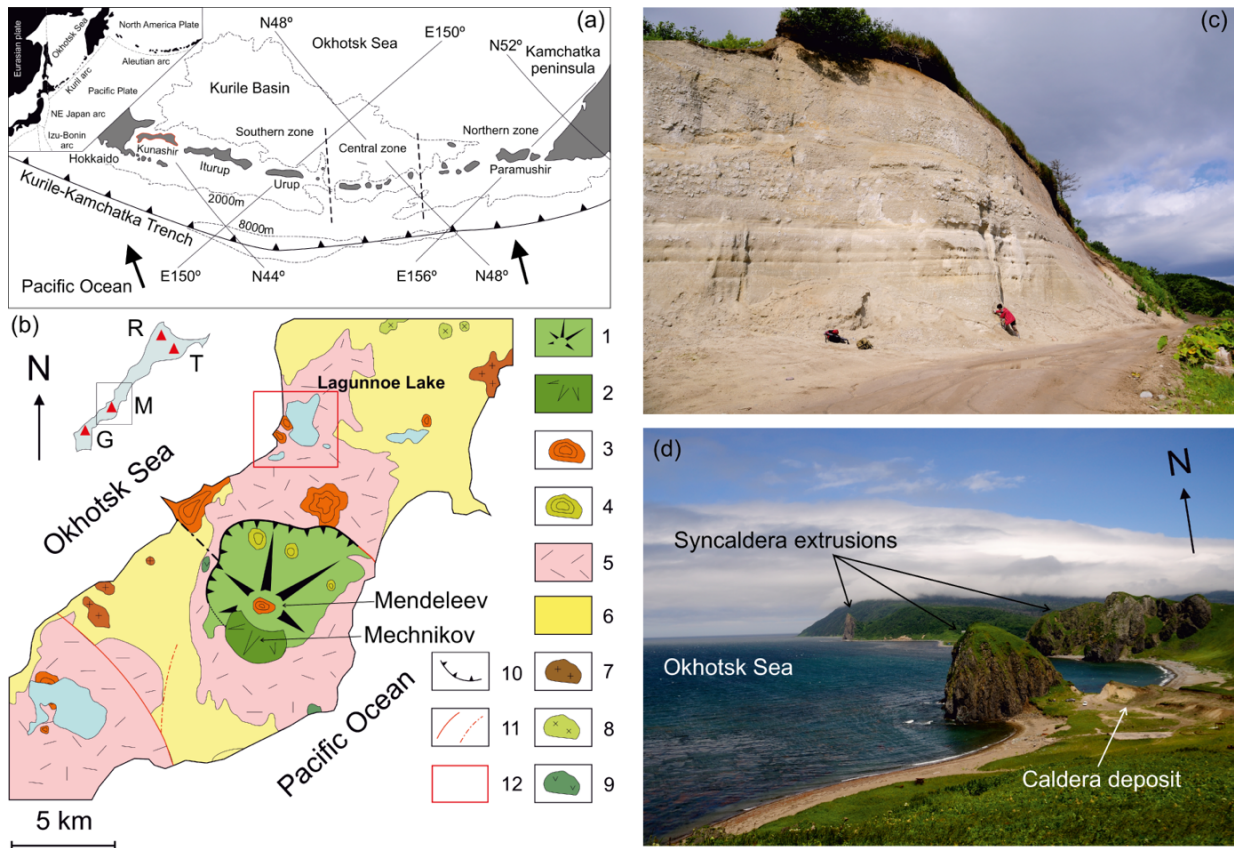 (a)
Eurasian plate
Okhotsk Sea
North America Plate
Aleutian arc
Kuril arc
Pacific Plate
NE Japan arc
Izu-Bonin
arc
N48º
Okhotsk Sea
E150º
N52º
Kamchatka
peninsula
Kurile Basin
Southern zone
Central zone
Northern zone
Hokkaido
Kunashir
Iturup
Urup
Paramushir
2000m
8000m
Kurile-Kamchatka Trench
Pacific Ocean
E150º
N44º
E156º
N48º
(b)
N
R
T
M
G
Lagunnoe Lake
Okhotsk Sea
Mendeleev
Mechnikov
Pacific Ocean
5 km
1
2
3
4
5
6
10
7
11
8
12
9
(c)
(d)
N
Syncaldera extrusions
Okhotsk Sea
Caldera deposit